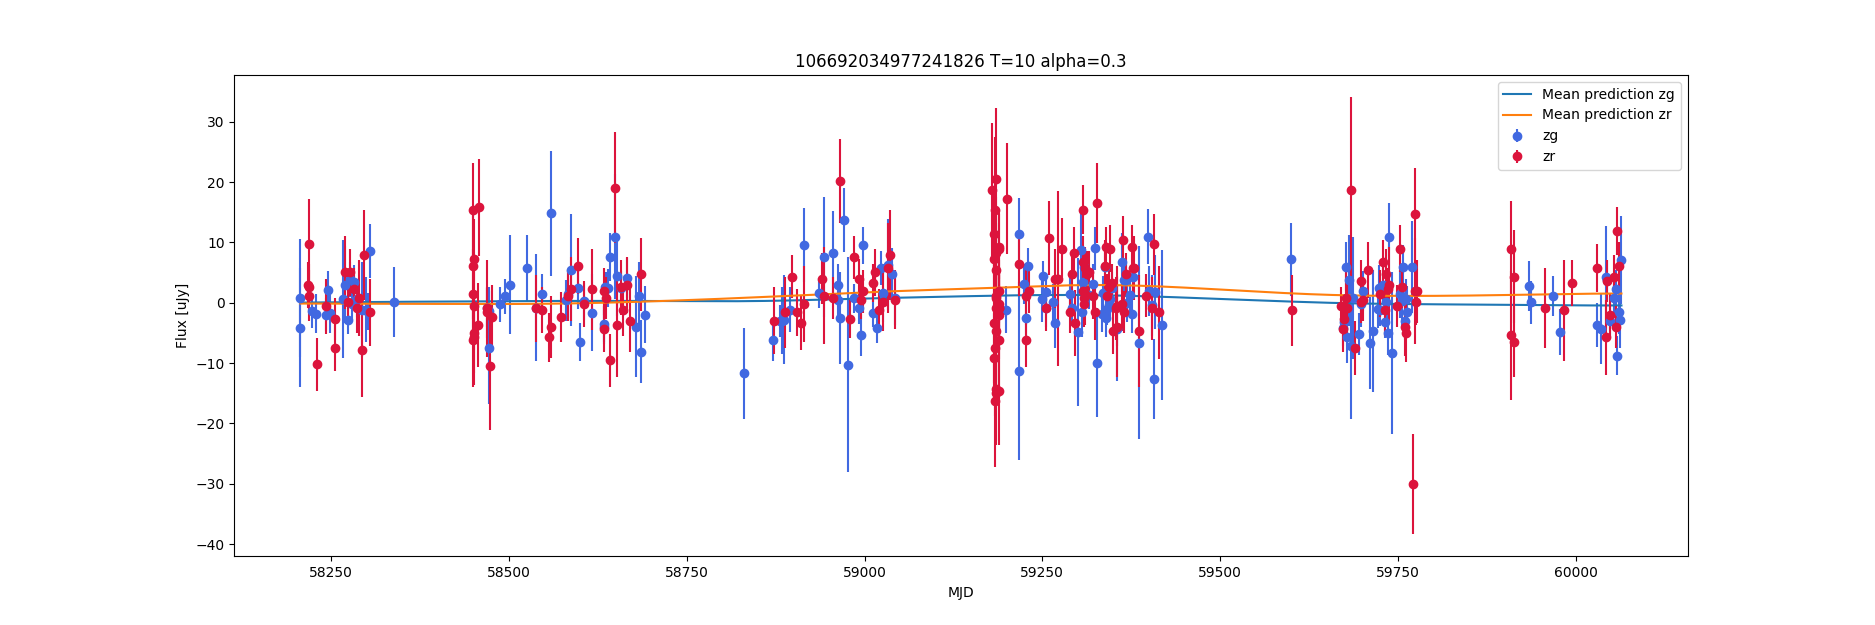 106692034977241826 T=10 alpha=0.3
Mean prediction zg
Mean prediction zr
zg
zr
Flux [uJy]
30
20
10
0
−10
−20
−30
−40
58250 58500 58750 59000 59250 59500 59750 60000
MJD